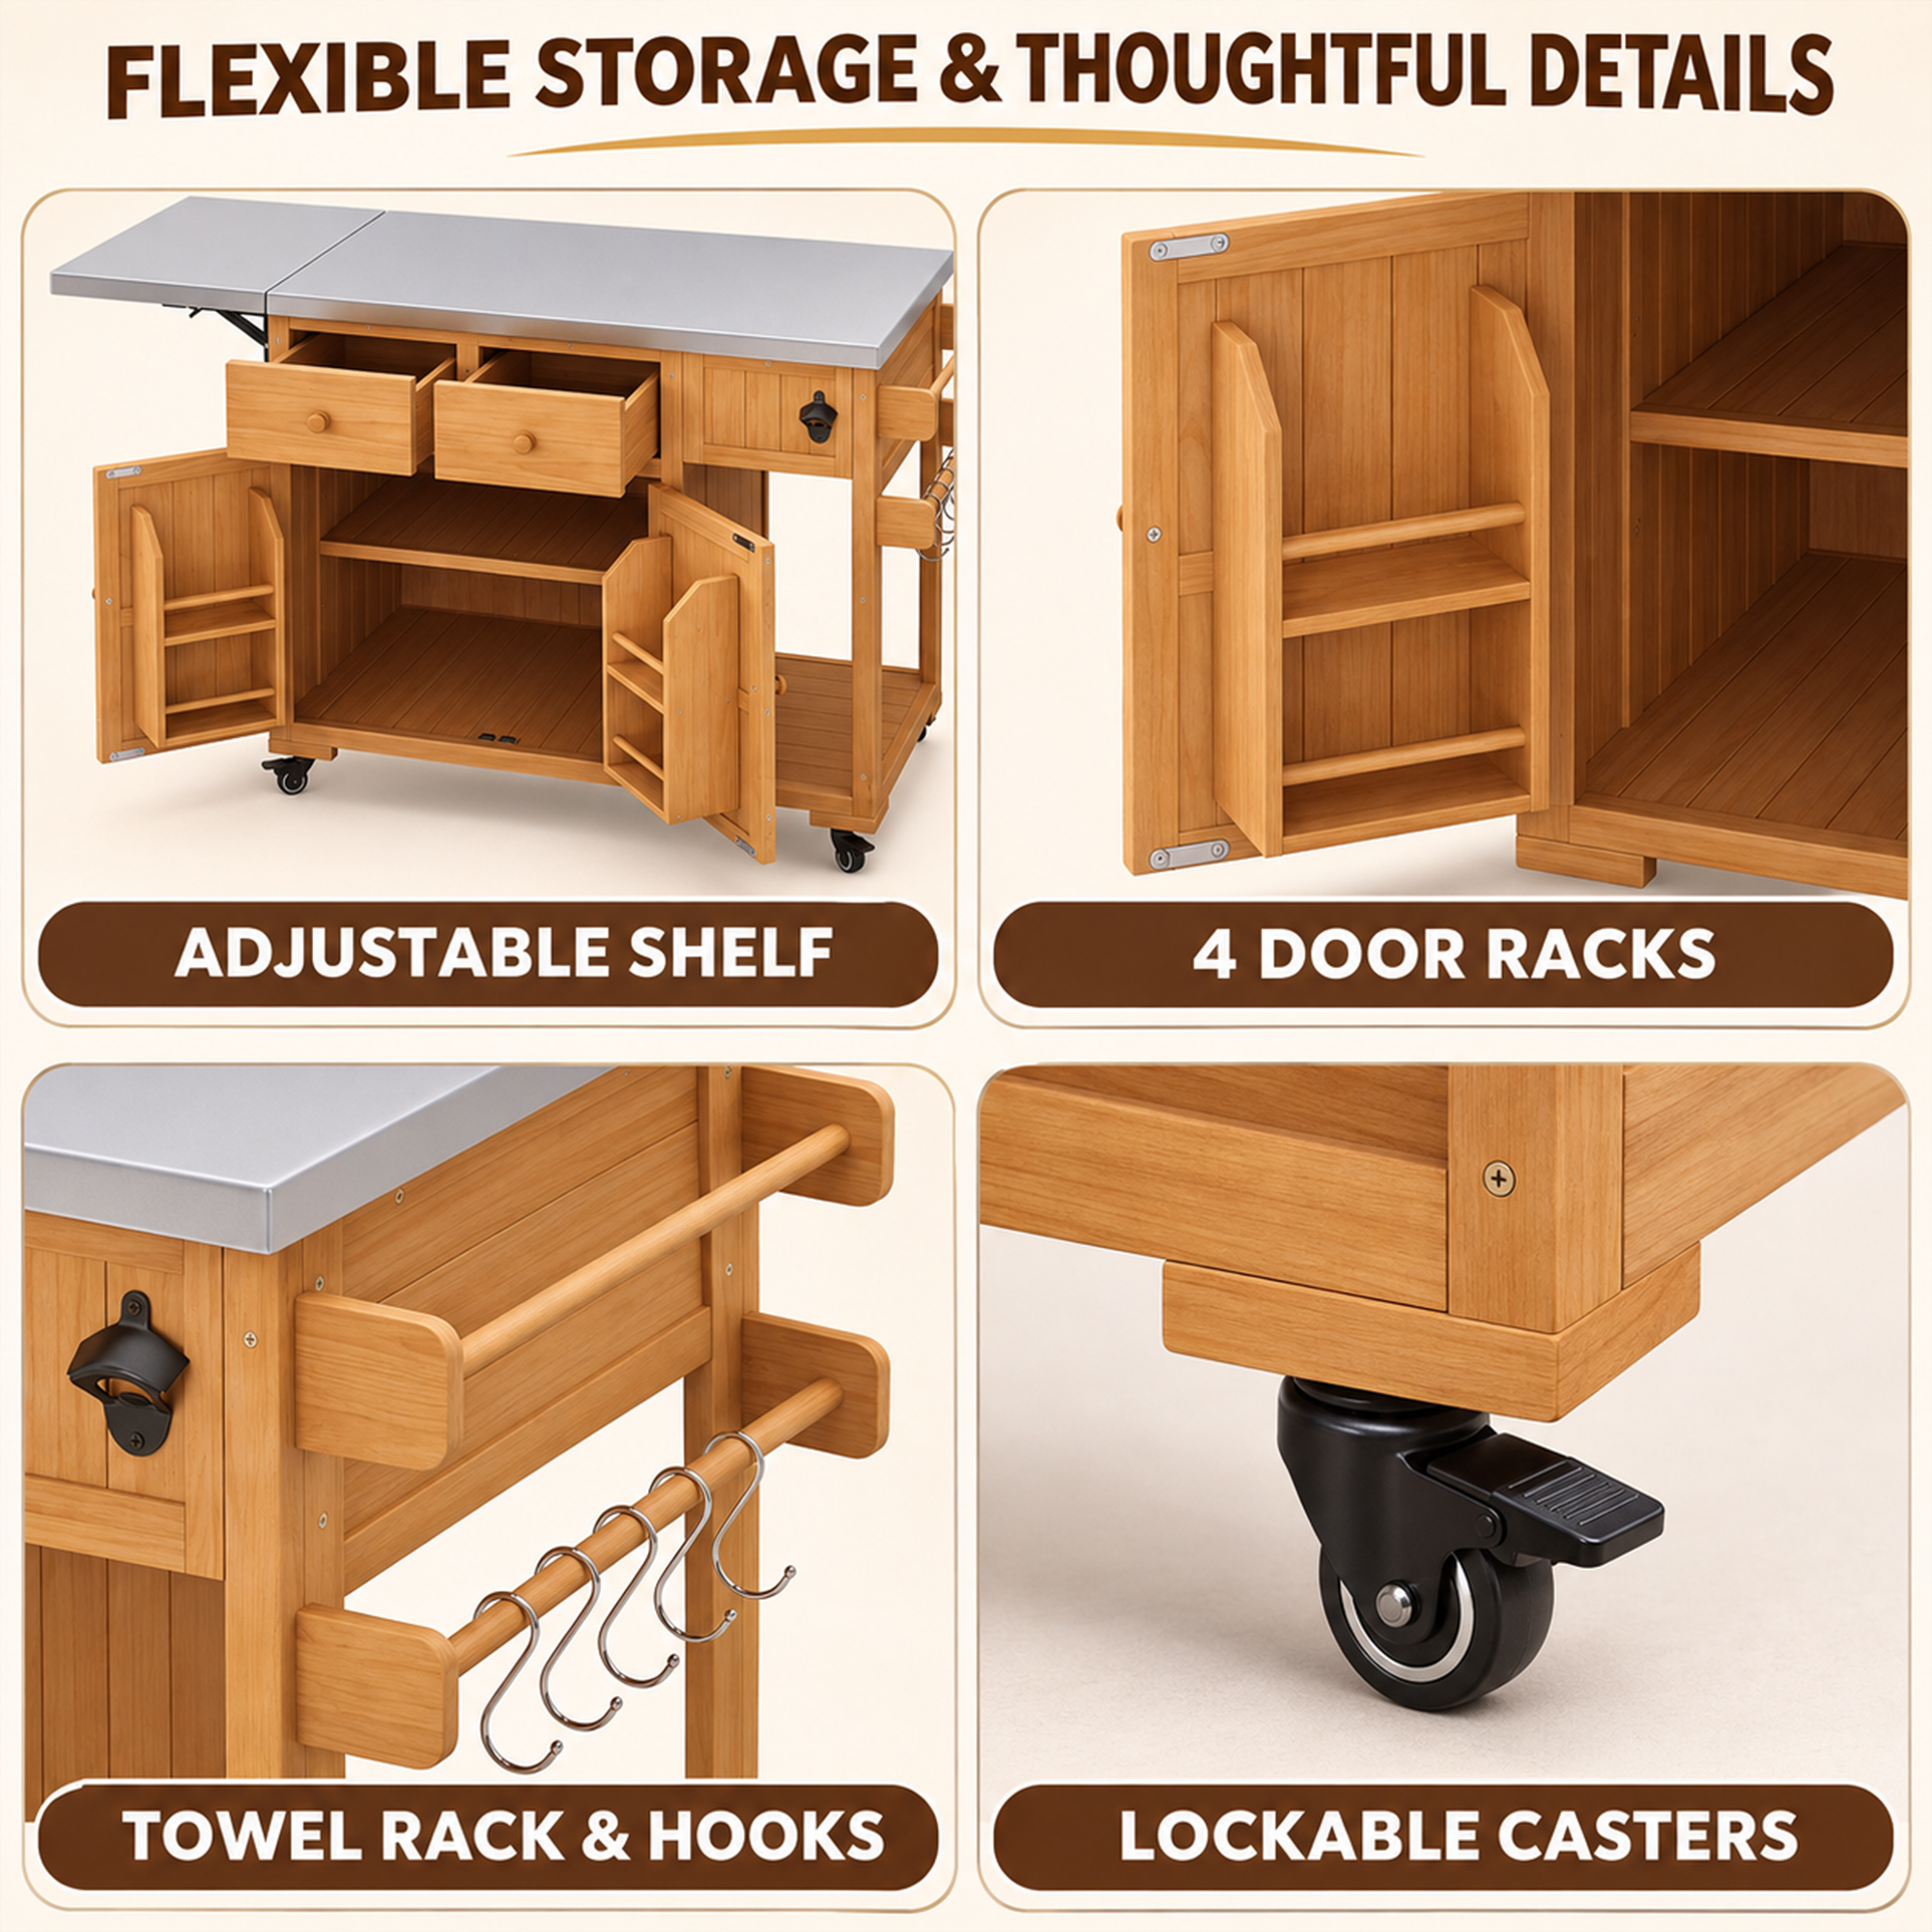 FLEXIBLE STORAGE & THOUGHTFUL DETAILS
ADJUSTABLE SHELF
4 DOOR RACKS
TOWEL RACK & HOOKS
LOCKABLE CASTERS